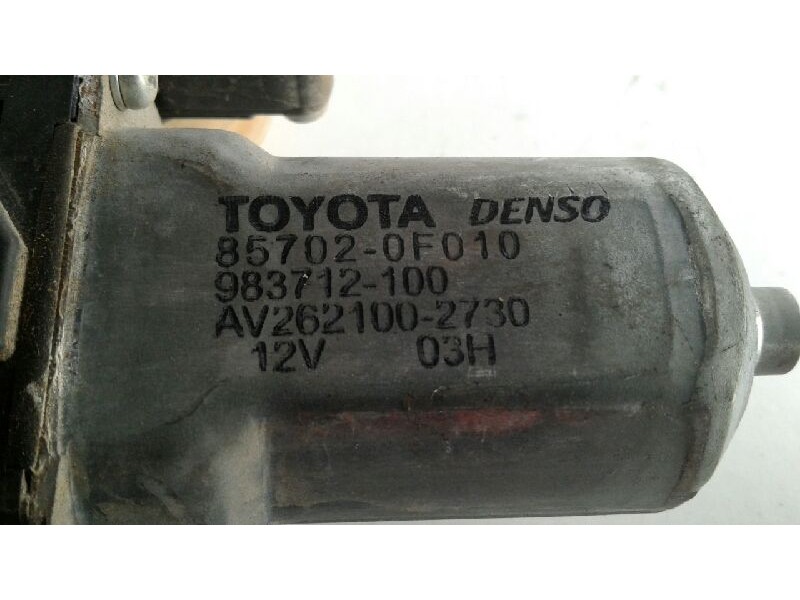 TOYOTA DENSO
85702-0F010
983712-100
AV262100-2730
12V 03H